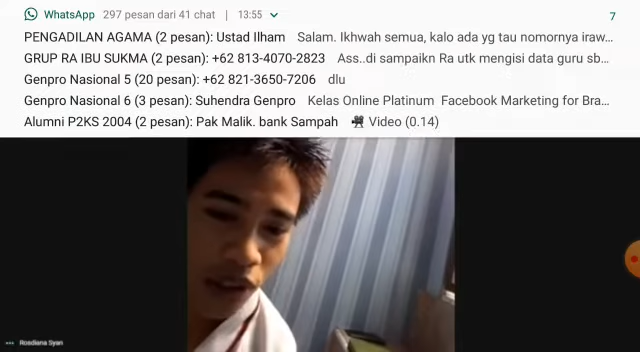 WhatsApp 297 pesan dari 41 chat | 13:55 7
PENGADILAN AGAMA (2 pesan): Ustad Ilham Salam. Ikhwah semua, kalo ada yg tau nomornya iraw...
GRUP RA IBU SUKMA (2 pesan): +62 813-4070-2823 Ass..di sampaikn Ra utk mengisi data guru sb...
Genpro Nasional 5 (20 pesan): +62 821-3650-7206 dlu
Genpro Nasional 6 (3 pesan): Suhendra Genpro Kelas Online Platinum Facebook Marketing for Bra...
Alumni P2KS 2004 (2 pesan): Pak Malik. bank Sampah 🎥 Video (0.14)
Rosdiana Syan